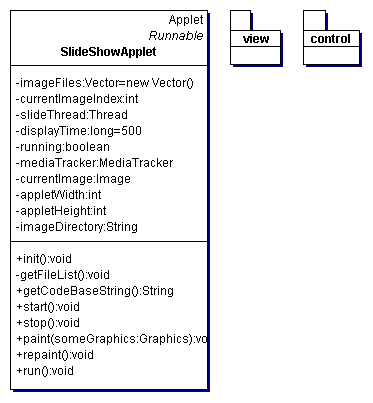 Applet
Runnable
SlideShowApplet
-imageFiles:Vector=new Vector()
-currentImageIndex:int
-slideThread:Thread
-displayTime:long=500
-running:boolean
-mediaTracker:MediaTracker
-currentImage:Image
-appletWidth:int
-appletHeight:int
-imageDirectory:String
+init():void
-getFileList():void
+getCodeBaseString():String
+start():void
+stop():void
+paint(someGraphics:Graphics):vo
+repaint():void
+run():void
view
control